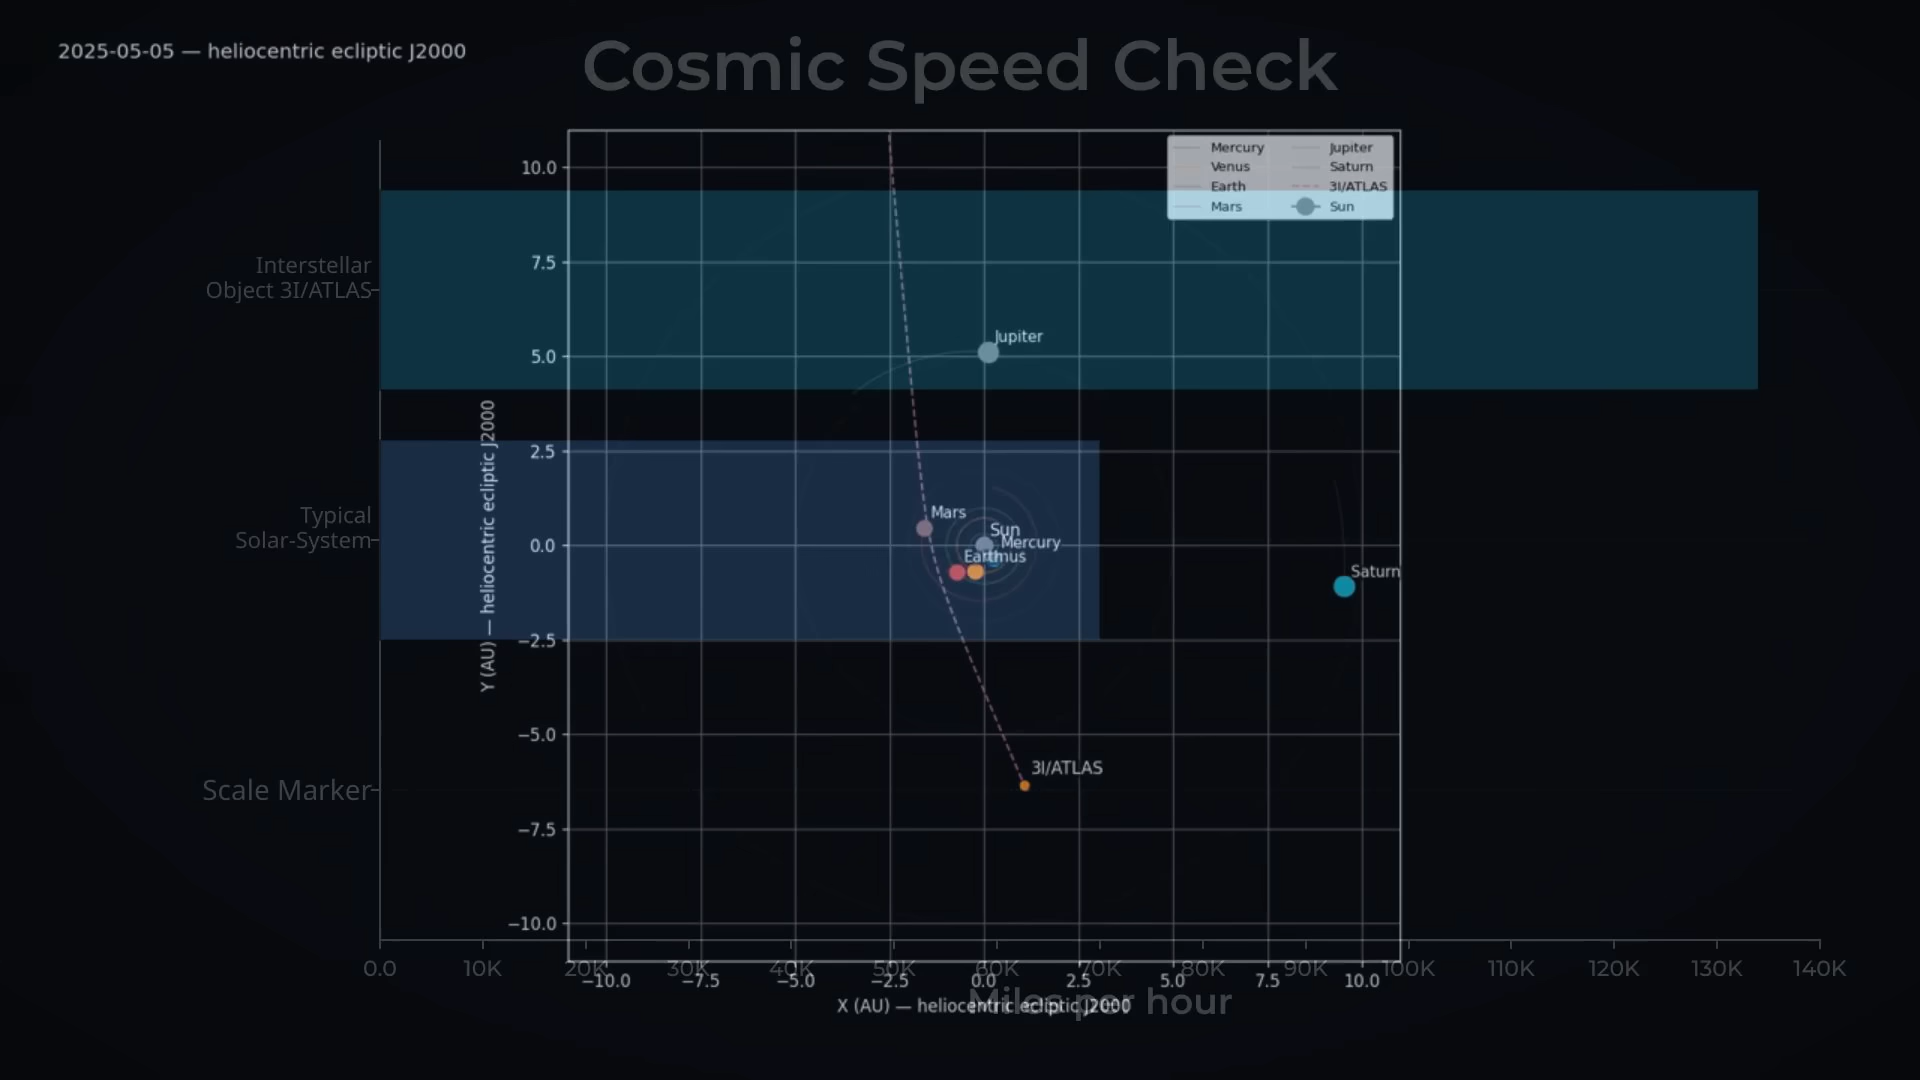 2025-05-05 — heliocentric ecliptic J2000
Cosmic Speed Check
Mercury
Venus
Earth
Mars
Jupiter
Saturn
3I/ATLAS
Sun
Interstellar
Object 3I/ATLAS
Typical
Solar-System
Scale Marker
Y (AU) — heliocentric ecliptic J2000
10.0
7.5
5.0
2.5
0.0
−2.5
−5.0
−7.5
−10.0
Jupiter
Mars
Sun
Mercury
Earth
Saturn
3I/ATLAS
0.0 10K 20K 30K 40K 50K 60K 70K 80K 90K 100K 110K 120K 130K 140K
−10.0 −7.5 −5.0 −2.5 0.0 2.5 5.0 7.5 10.0
Miles per hour
X (AU) — heliocentric ecliptic J2000